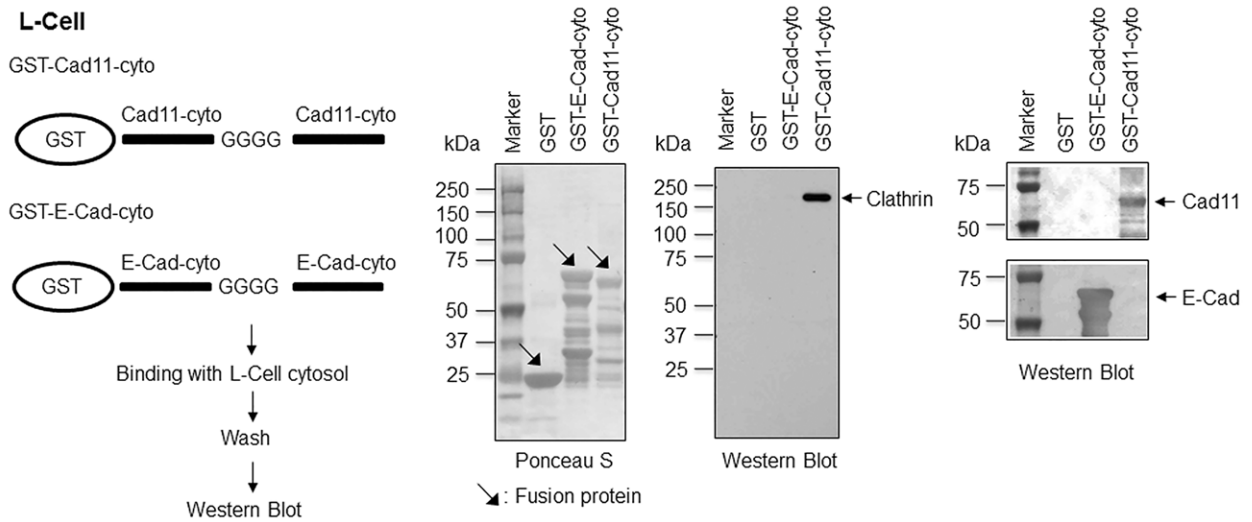 L-Cell
GST-Cad11-cyto
Cad11-cyto Cad11-cyto
GST GGGG
GST-E-Cad-cyto
E-Cad-cyto E-Cad-cyto
GST GGGG
Binding with L-Cell cytosol
Wash
Western Blot
kDa
Marker
GST
GST-E-Cad-cyto
GST-Cad11-cyto
250
150
100
75
50
37
25
Ponceau S
: Fusion protein
kDa
Marker
GST
GST-E-Cad-cyto
GST-Cad11-cyto
250
150
100
75
50
37
25
Clathrin
Western Blot
kDa
Marker
GST
GST-E-Cad-cyto
GST-Cad11-cyto
75
50
Cad11
75
50
E-Cad
Western Blot